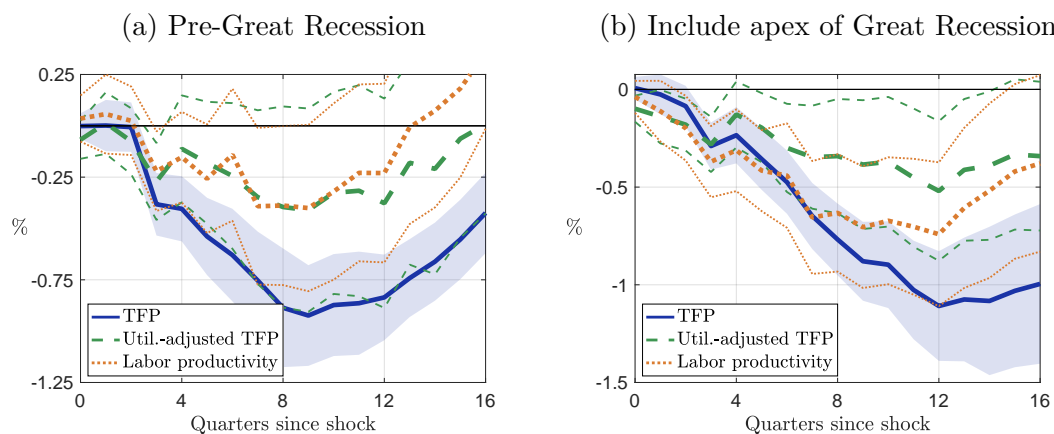 (a) Pre-Great Recession
0.25
-0.25
%
-0.75
-1.25
TFP
Util.-adjusted TFP
Labor productivity
0 4 8 12 16
Quarters since shock
(b) Include apex of Great Recession
0
-0.5
%
-1
-1.5
TFP
Util.-adjusted TFP
Labor productivity
0 4 8 12 16
Quarters since shock